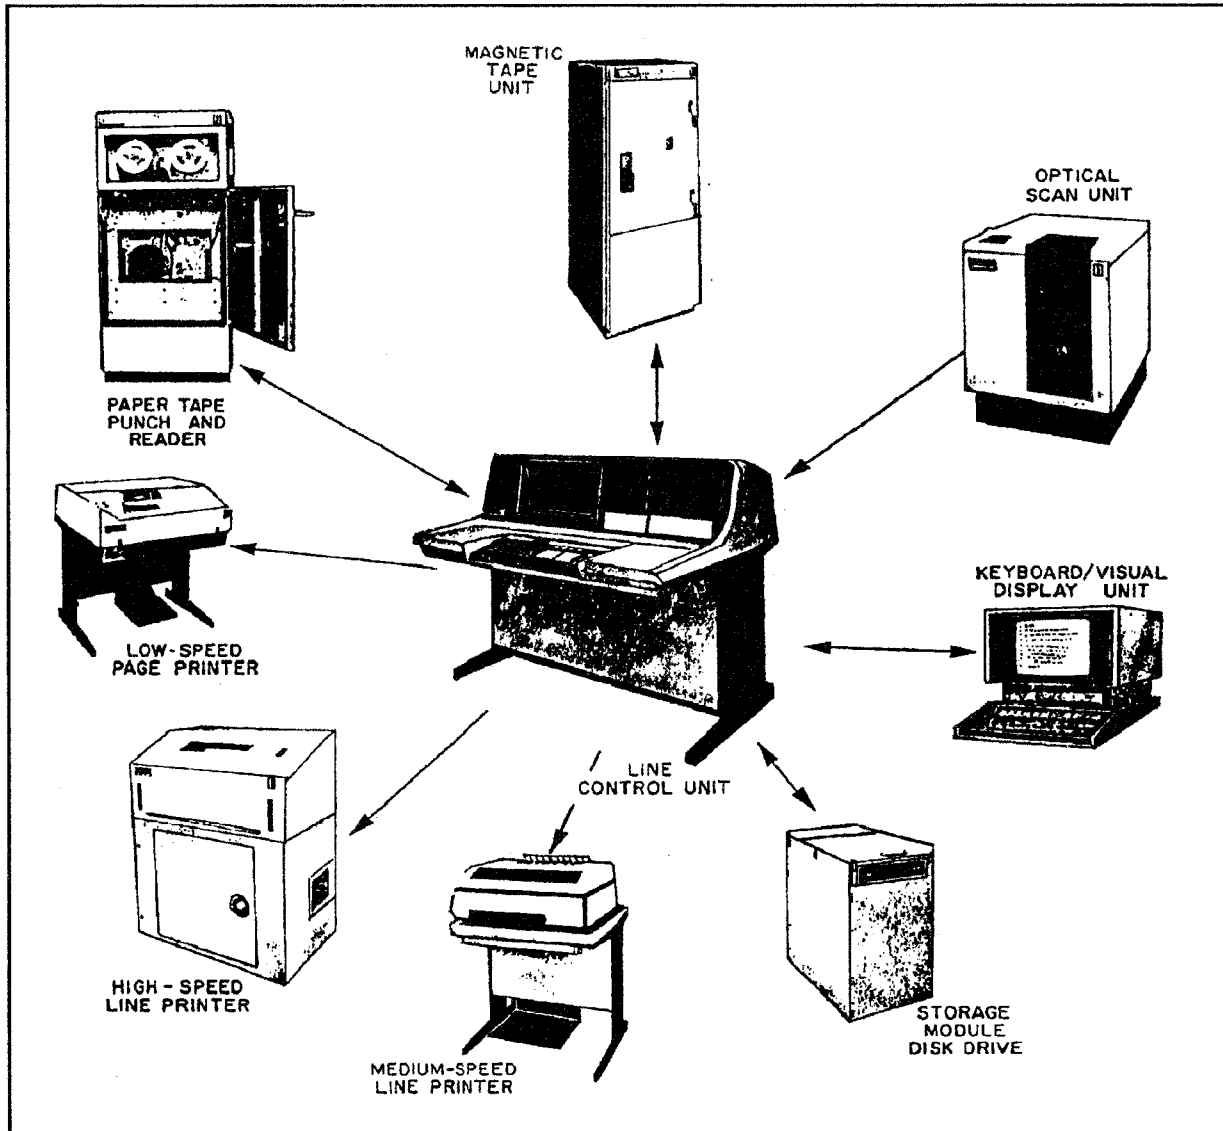 MAGNETIC
TAPE
UNIT
OPTICAL
SCAN UNIT
PAPER TAPE
PUNCH AND
READER
KEYBOARD/VISUAL
DISPLAY UNIT
LOW-SPEED
PAGE PRINTER
LINE
CONTROL UNIT
HIGH-SPEED
LINE PRINTER
STORAGE
MODULE
DISK DRIVE
MEDIUM-SPEED
LINE PRINTER